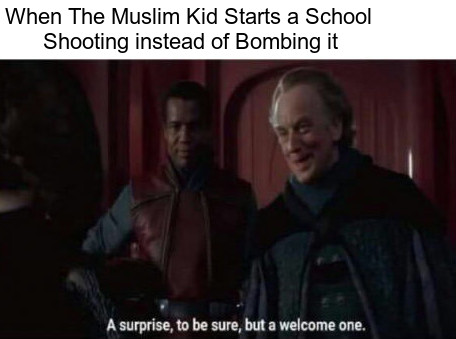 When The Muslim Kid Starts a School
Shooting instead of Bombing it
A surprise, to be sure, but a welcome one.